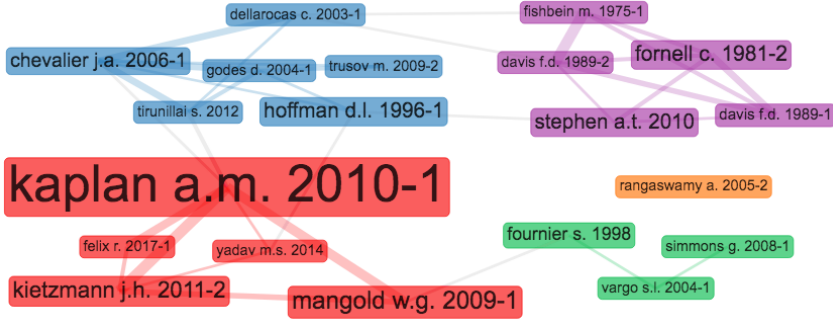 dellarocas c. 2003-1
fishbein m. 1975-1
chevalier j.a. 2006-1
godes d. 2004-1
trusov m. 2009-2
davis f.d. 1989-2
fornell c. 1981-2
tirunillai s. 2012
hoffman d.l. 1996-1
stephen a.t. 2010
davis f.d. 1989-1
kaplan a.m. 2010-1
rangaswamy a. 2005-2
felix r. 2017-1
yadav m.s. 2014
fournier s. 1998
simmons g. 2008-1
kietzmann j.h. 2011-2
mangold w.g. 2009-1
vargo s.l. 2004-1